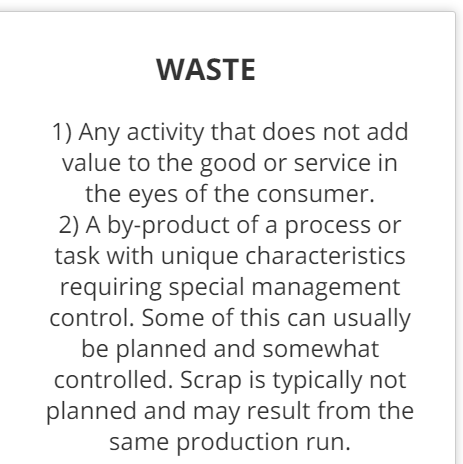 WASTE
1) Any activity that does not add
value to the good or service in
the eyes of the consumer.
2) A by-product of a process or
task with unique characteristics
requiring special management
control. Some of this can usually
be planned and somewhat
controlled. Scrap is typically not
planned and may result from the
same production run.